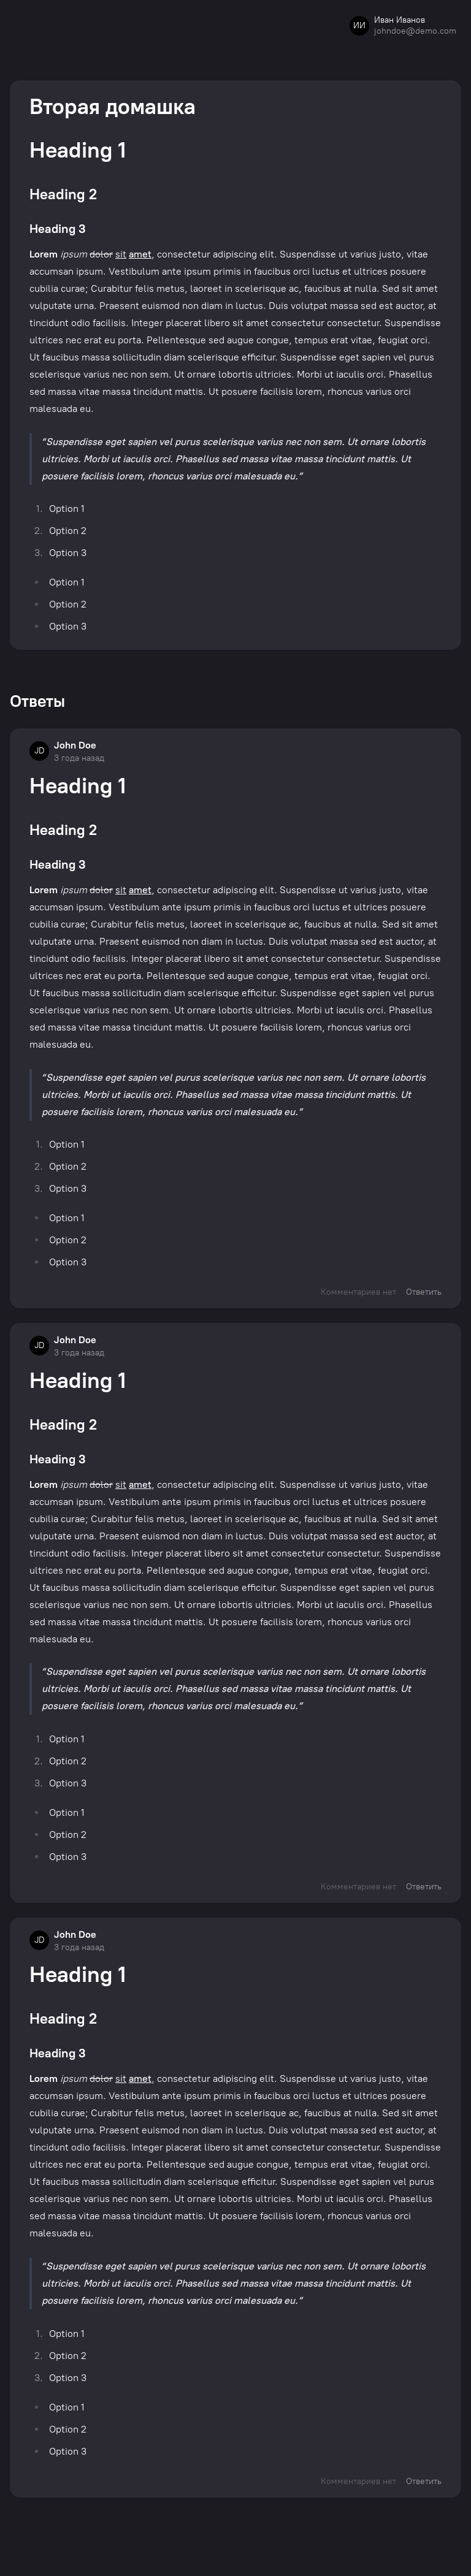 ИИ
Иван Иванов
johndoe@demo.com
Вторая домашка
Heading 1
Heading 2
Heading 3
Lorem ipsum dolor sit amet, consectetur adipiscing elit. Suspendisse ut varius justo, vitae
accumsan ipsum. Vestibulum ante ipsum primis in faucibus orci luctus et ultrices posuere
cubilia curae; Curabitur felis metus, laoreet in scelerisque ac, faucibus at nulla. Sed sit amet
vulputate urna. Praesent euismod non diam in luctus. Duis volutpat massa sed est auctor, at
tincidunt odio facilisis. Integer placerat libero sit amet consectetur consectetur. Suspendisse
ultrices nec erat eu porta. Pellentesque sed augue congue, tempus erat vitae, feugiat orci.
Ut faucibus massa sollicitudin diam scelerisque efficitur. Suspendisse eget sapien vel purus
scelerisque varius nec non sem. Ut ornare lobortis ultricies. Morbi ut iaculis orci. Phasellus
sed massa vitae massa tincidunt mattis. Ut posuere facilisis lorem, rhoncus varius orci
malesuada eu.
“Suspendisse eget sapien vel purus scelerisque varius nec non sem. Ut ornare lobortis
ultricies. Morbi ut iaculis orci. Phasellus sed massa vitae massa tincidunt mattis. Ut
posuere facilisis lorem, rhoncus varius orci malesuada eu.”
1. Option 1
2. Option 2
3. Option 3
• Option 1
• Option 2
• Option 3
Ответы
JD
John Doe
3 года назад
Heading 1
Heading 2
Heading 3
Lorem ipsum dolor sit amet, consectetur adipiscing elit. Suspendisse ut varius justo, vitae
accumsan ipsum. Vestibulum ante ipsum primis in faucibus orci luctus et ultrices posuere
cubilia curae; Curabitur felis metus, laoreet in scelerisque ac, faucibus at nulla. Sed sit amet
vulputate urna. Praesent euismod non diam in luctus. Duis volutpat massa sed est auctor, at
tincidunt odio facilisis. Integer placerat libero sit amet consectetur consectetur. Suspendisse
ultrices nec erat eu porta. Pellentesque sed augue congue, tempus erat vitae, feugiat orci.
Ut faucibus massa sollicitudin diam scelerisque efficitur. Suspendisse eget sapien vel purus
scelerisque varius nec non sem. Ut ornare lobortis ultricies. Morbi ut iaculis orci. Phasellus
sed massa vitae massa tincidunt mattis. Ut posuere facilisis lorem, rhoncus varius orci
malesuada eu.
“Suspendisse eget sapien vel purus scelerisque varius nec non sem. Ut ornare lobortis
ultricies. Morbi ut iaculis orci. Phasellus sed massa vitae massa tincidunt mattis. Ut
posuere facilisis lorem, rhoncus varius orci malesuada eu.”
1. Option 1
2. Option 2
3. Option 3
• Option 1
• Option 2
• Option 3
Комментариев нет Ответить
JD
John Doe
3 года назад
Heading 1
Heading 2
Heading 3
Lorem ipsum dolor sit amet, consectetur adipiscing elit. Suspendisse ut varius justo, vitae
accumsan ipsum. Vestibulum ante ipsum primis in faucibus orci luctus et ultrices posuere
cubilia curae; Curabitur felis metus, laoreet in scelerisque ac, faucibus at nulla. Sed sit amet
vulputate urna. Praesent euismod non diam in luctus. Duis volutpat massa sed est auctor, at
tincidunt odio facilisis. Integer placerat libero sit amet consectetur consectetur. Suspendisse
ultrices nec erat eu porta. Pellentesque sed augue congue, tempus erat vitae, feugiat orci.
Ut faucibus massa sollicitudin diam scelerisque efficitur. Suspendisse eget sapien vel purus
scelerisque varius nec non sem. Ut ornare lobortis ultricies. Morbi ut iaculis orci. Phasellus
sed massa vitae massa tincidunt mattis. Ut posuere facilisis lorem, rhoncus varius orci
malesuada eu.
“Suspendisse eget sapien vel purus scelerisque varius nec non sem. Ut ornare lobortis
ultricies. Morbi ut iaculis orci. Phasellus sed massa vitae massa tincidunt mattis. Ut
posuere facilisis lorem, rhoncus varius orci malesuada eu.”
1. Option 1
2. Option 2
3. Option 3
• Option 1
• Option 2
• Option 3
Комментариев нет Ответить
JD
John Doe
3 года назад
Heading 1
Heading 2
Heading 3
Lorem ipsum dolor sit amet, consectetur adipiscing elit. Suspendisse ut varius justo, vitae
accumsan ipsum. Vestibulum ante ipsum primis in faucibus orci luctus et ultrices posuere
cubilia curae; Curabitur felis metus, laoreet in scelerisque ac, faucibus at nulla. Sed sit amet
vulputate urna. Praesent euismod non diam in luctus. Duis volutpat massa sed est auctor, at
tincidunt odio facilisis. Integer placerat libero sit amet consectetur consectetur. Suspendisse
ultrices nec erat eu porta. Pellentesque sed augue congue, tempus erat vitae, feugiat orci.
Ut faucibus massa sollicitudin diam scelerisque efficitur. Suspendisse eget sapien vel purus
scelerisque varius nec non sem. Ut ornare lobortis ultricies. Morbi ut iaculis orci. Phasellus
sed massa vitae massa tincidunt mattis. Ut posuere facilisis lorem, rhoncus varius orci
malesuada eu.
“Suspendisse eget sapien vel purus scelerisque varius nec non sem. Ut ornare lobortis
ultricies. Morbi ut iaculis orci. Phasellus sed massa vitae massa tincidunt mattis. Ut
posuere facilisis lorem, rhoncus varius orci malesuada eu.”
1. Option 1
2. Option 2
3. Option 3
• Option 1
• Option 2
• Option 3
Комментариев нет Ответить